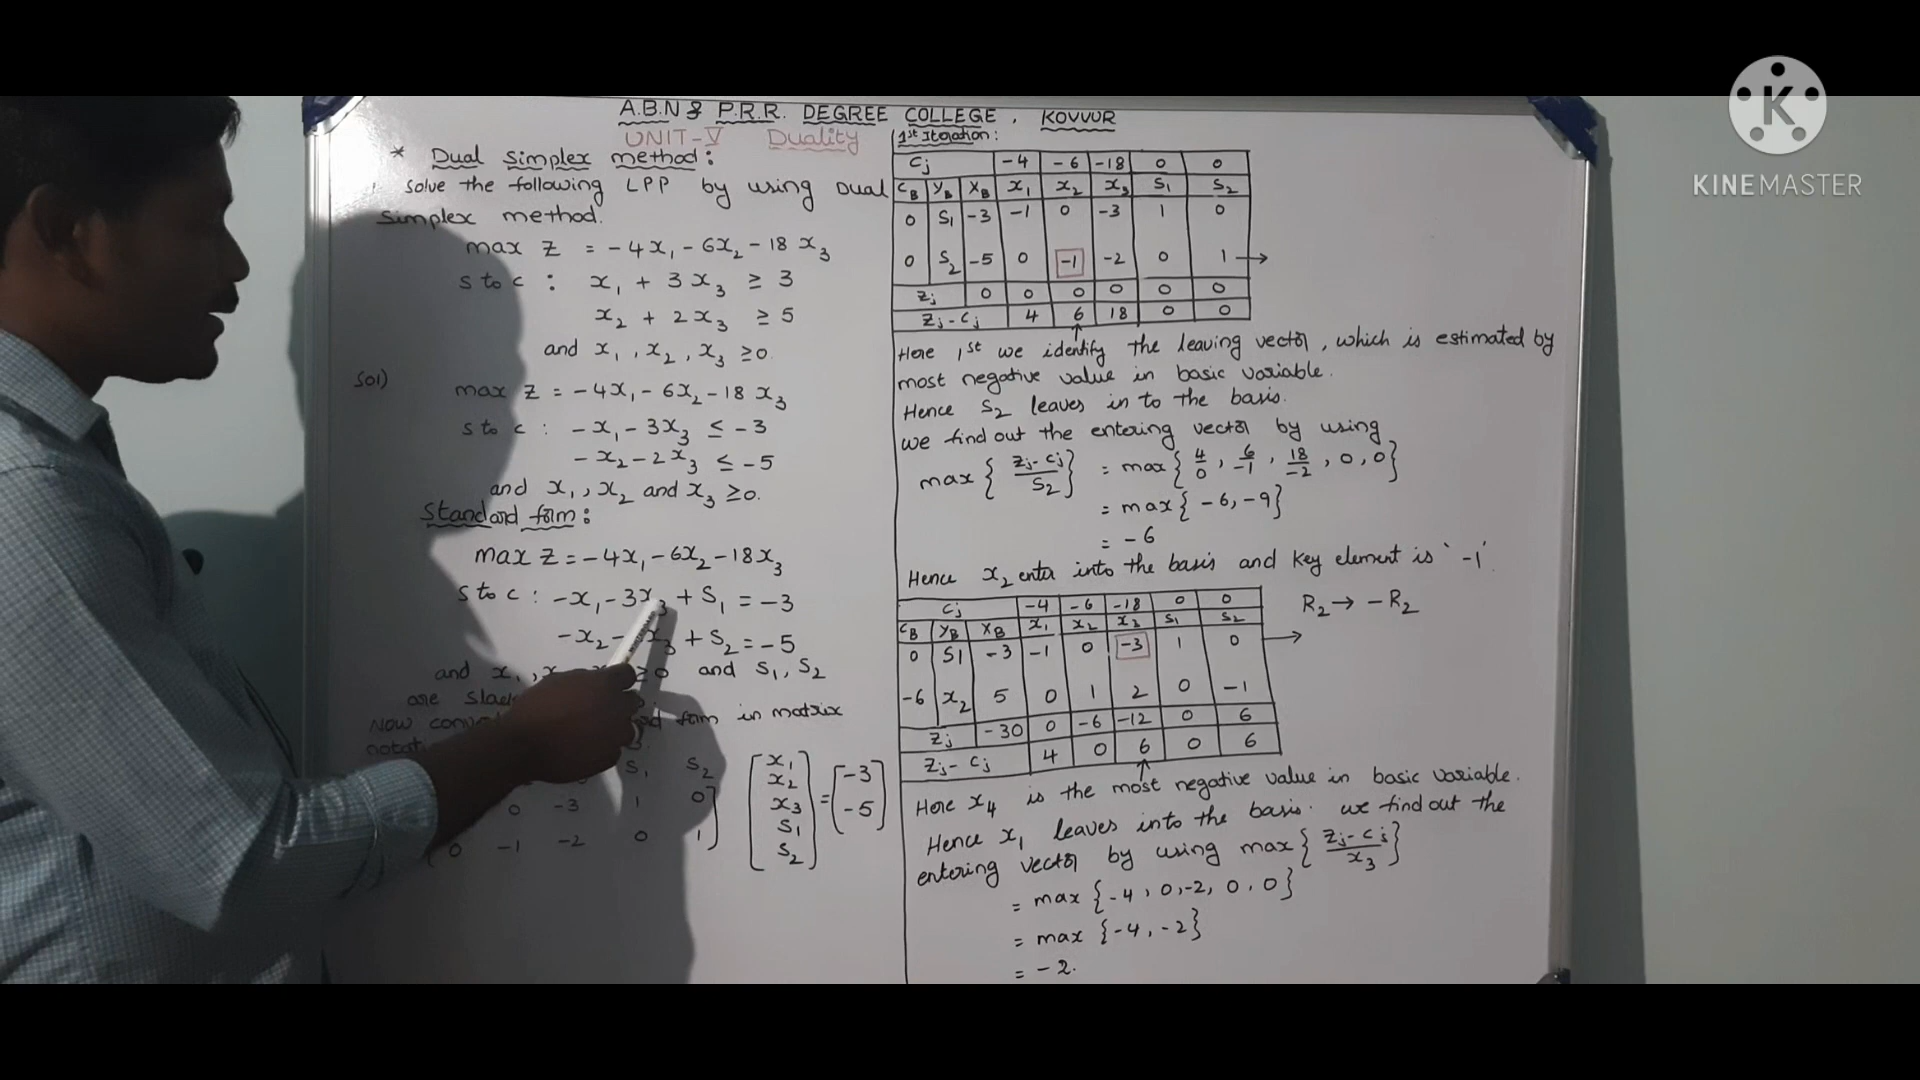 A.B.N & P.R.R. DEGREE COLLEGE, KOVVUR
UNIT-V Duality
* Dual Simplex method:
solve the following LPP by using Dual
Simplex method.
max Z = -4x₁ - 6x₂ - 18x₃
s to c : x₁ + 3x₃ ≥ 3
x₂ + 2x₃ ≥ 5
and x₁, x₂, x₃ ≥ 0.
Sol)
max Z = -4x₁ - 6x₂ - 18x₃
s to c : -x₁ - 3x₃ ≤ -3
-x₂ - 2x₃ ≤ -5
and x₁, x₂ and x₃ ≥ 0.
Standard form:
max Z = -4x₁ - 6x₂ - 18x₃
s to c : -x₁ - 3x₃ + S₁ = -3
-x₂ - x₃ + S₂ = -5
and x₁, ≥ 0 and S₁, S₂
are
Now form in matrix
S₁ S₂
0 -3 1 0
0 -1 -2 0 1
[x₁ x₂ x₃ S₁ S₂] = [-3 -5]
1st Iteration:
Cj -4 -6 -18 0 0
CB YB XB x₁ x₂ x₃ S₁ S₂
0 S₁ -3 -1 0 -3 1 0
0 S₂ -5 0 -1 -2 0 1 →
Zj 0 0 0 0 0 0
Zj - Cj 4 6 18 0 0
↑
Here 1st we identify the leaving vector, which is estimated by
most negative value in basic variable.
Hence S₂ leaves in to the basis.
we find out the entering vector by using
max { (Zj - Cj)/S₂ } = max { 4/0, 6/-1, 18/-2, 0, 0 }
= max { -6, -9 }
= -6
Hence x₂ enter into the basis and key element is '-1'.
Cj -4 -6 -18 0 0
R₂ → -R₂
CB YB XB x₁ x₂ x₃ S₁ S₂
0 S1 -3 -1 0 -3 1 0 →
-6 x₂ 5 0 1 2 0 -1
Zj -30 0 -6 -12 0 6
Zj - Cj 4 0 6 0 6
↑
Here x₄ is the most negative value in basic variable.
Hence x₁ leaves into the basis. we find out the
entering vector by using max { (Zj - Cj)/x₃ }
= max { -4, 0, -2, 0, 0 }
= max { -4, -2 }
= -2.
K
KINEMASTER